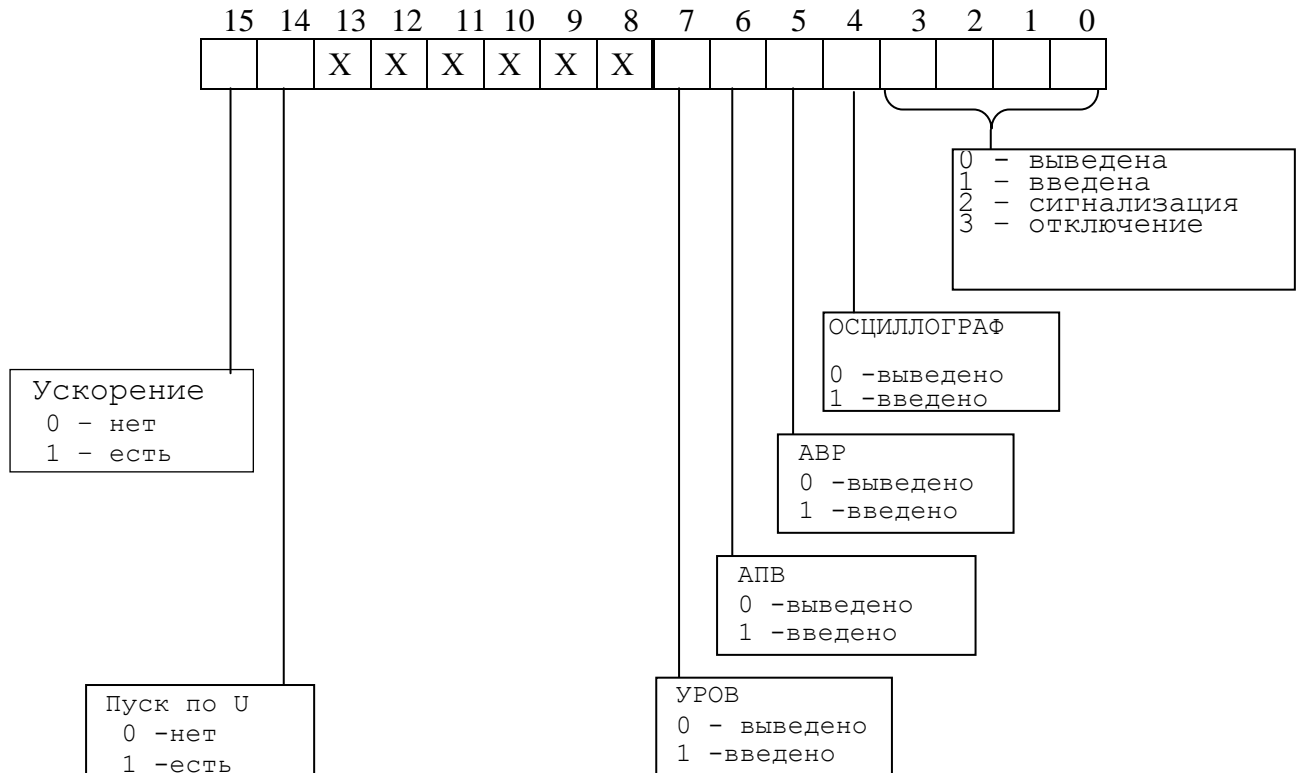 15 14 13 12 11 10 9 8 7 6 5 4 3 2 1 0
X X X X X X
0 – выведена
1 – введена
2 – сигнализация
3 – отключение
ОСЦИЛЛОГРАФ
0 -выведено
1 -введено
Ускорение
0 – нет
1 – есть
АВР
0 -выведено
1 -введено
АПВ
0 -выведено
1 -введено
Пуск по U
0 -нет
1 -есть
УРОВ
0 - выведено
1 -введено